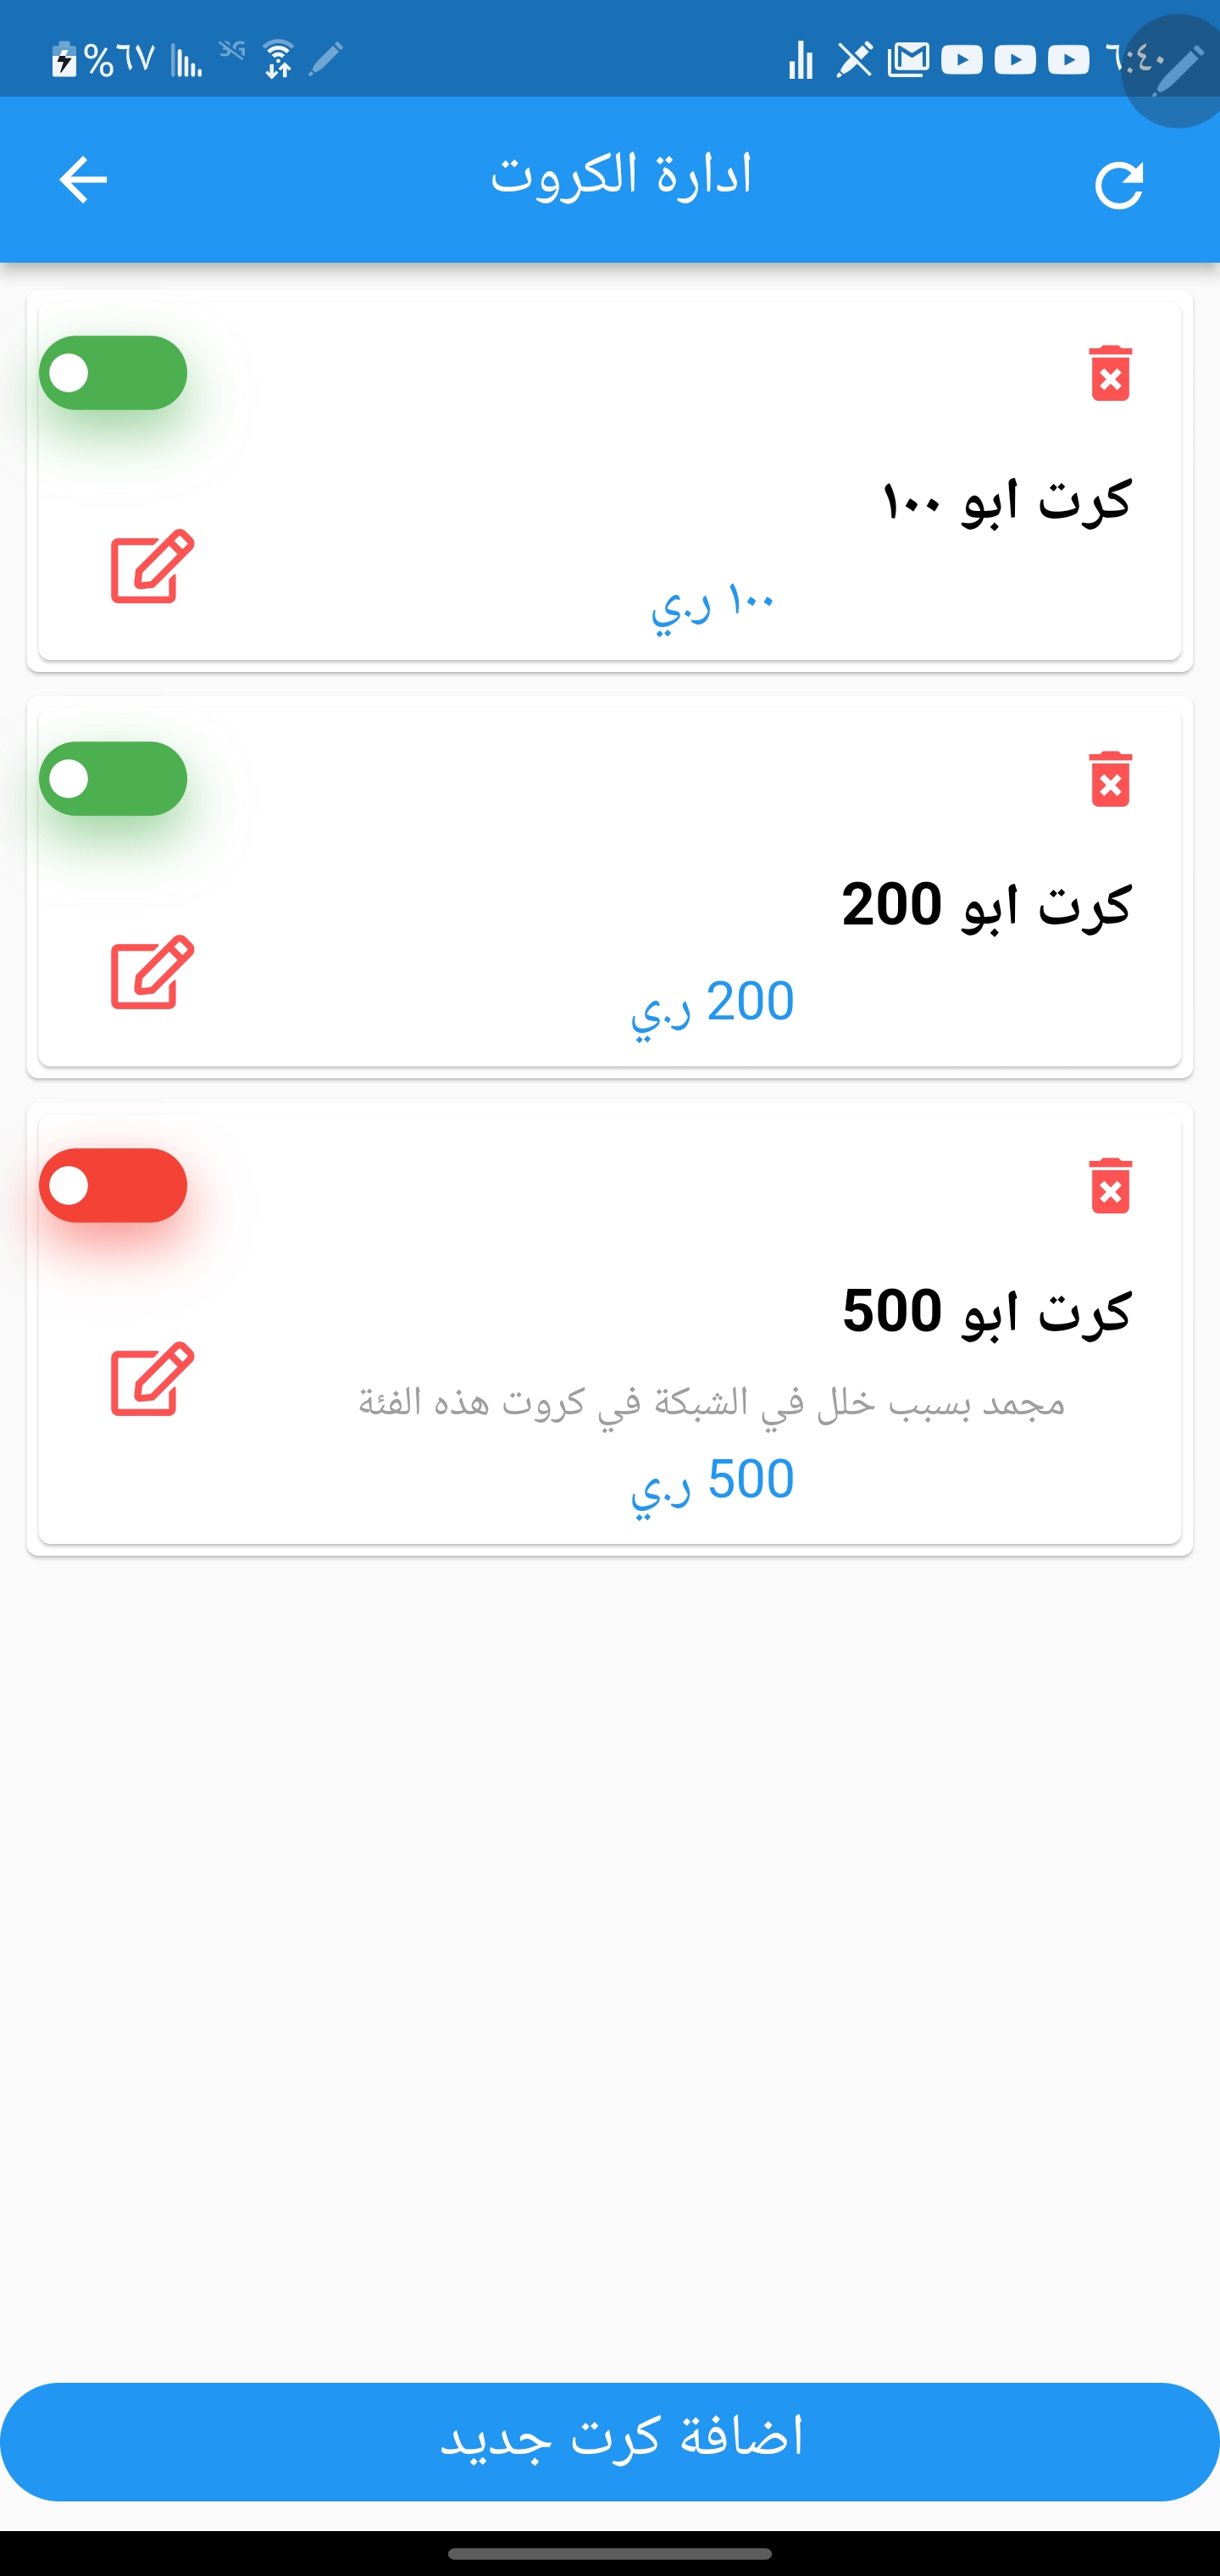 %٦٧ 3G ٦:٤٠
ادارة الكروت
كرت ابو ١٠٠
١٠٠ ر.ي
كرت ابو 200
200 ر.ي
كرت ابو 500
مجمد بسبب خلل في الشبكة في كروت هذه الفئة
500 ر.ي
اضافة كرت جديد